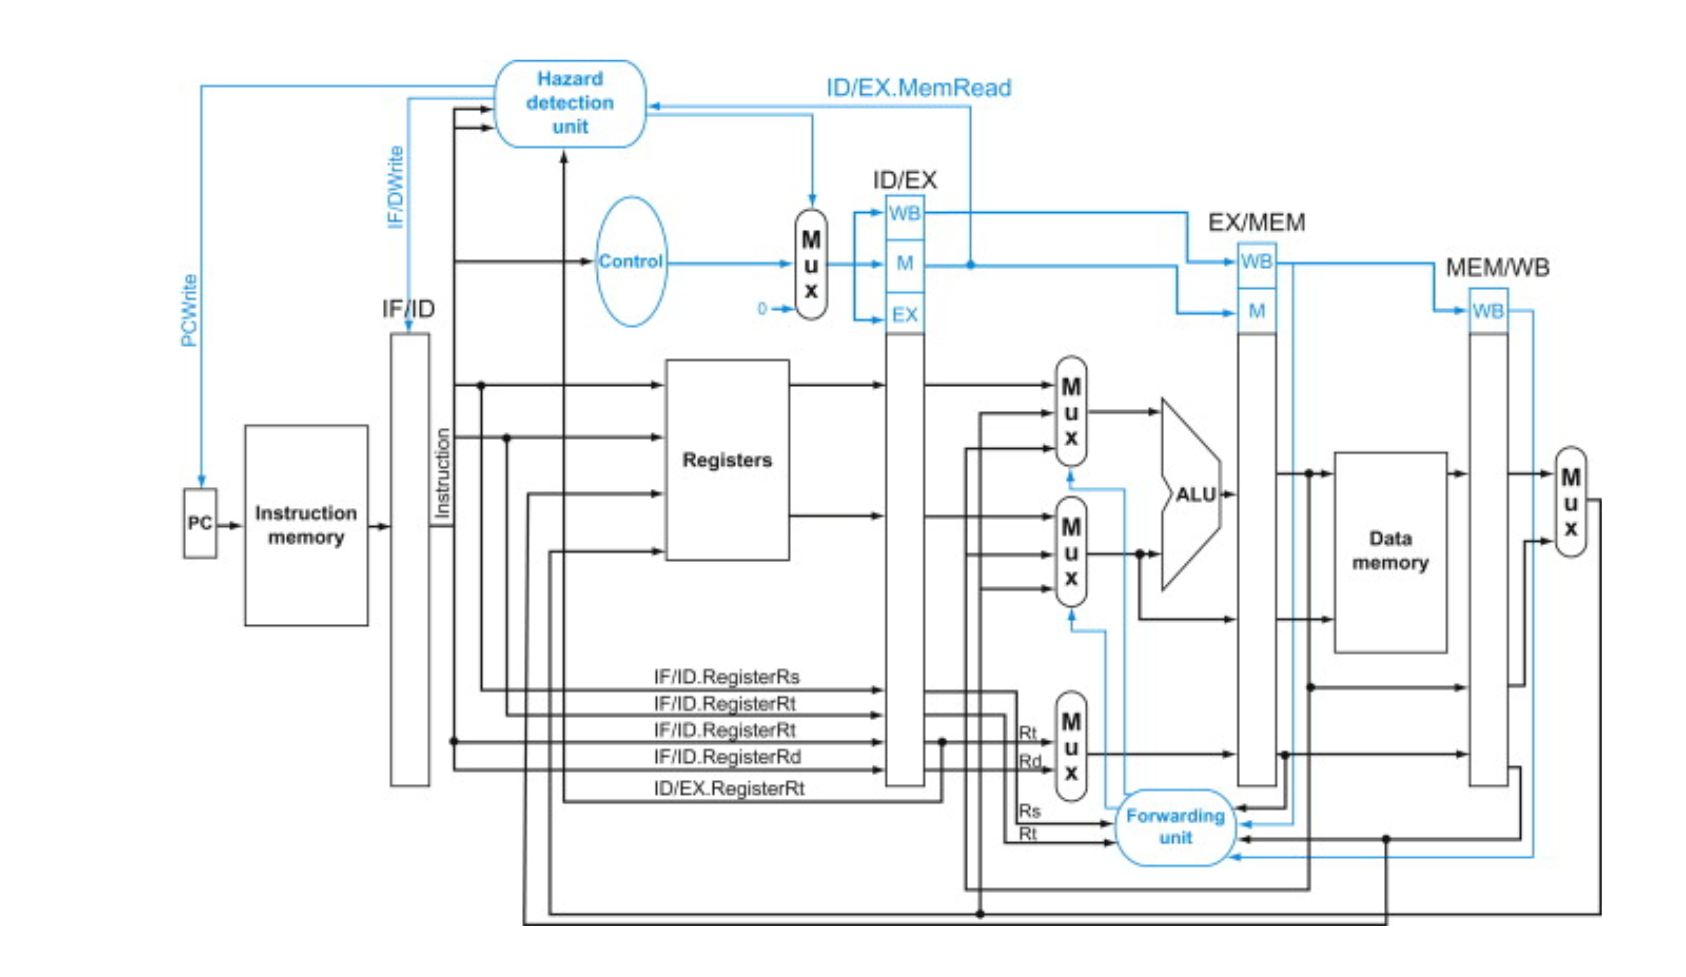 Hazard
detection
unit
ID/EX.MemRead
IF/DWrite
ID/EX
WB
M
EX
Control
M
u
x
0
EX/MEM
WB
M
MEM/WB
WB
PCWrite
IF/ID
Instruction
PC
Instruction
memory
Registers
M
u
x
M
u
x
ALU
Data
memory
M
u
x
IF/ID.RegisterRs
IF/ID.RegisterRt
IF/ID.RegisterRt
IF/ID.RegisterRd
ID/EX.RegisterRt
Rt
Rd
M
u
x
Rs
Rt
Forwarding
unit